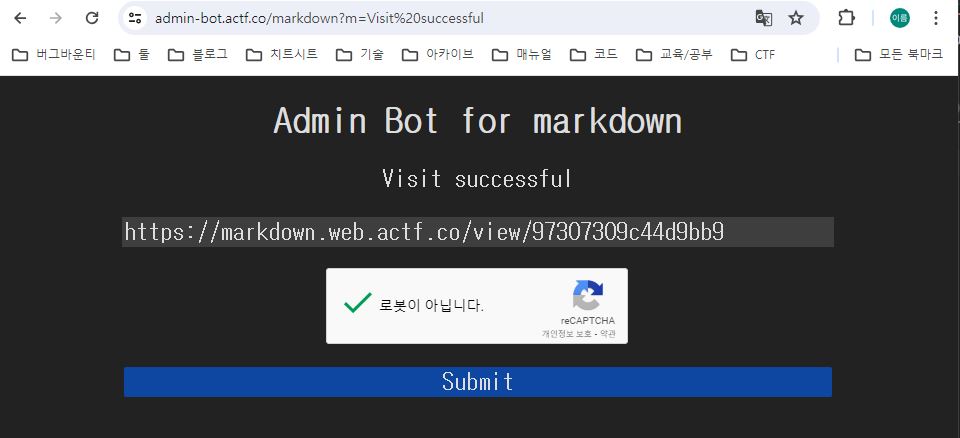 admin-bot.actf.co/markdown?m=Visit%20successful
이름
버그바운티 툴 블로그 치트시트 기술 아카이브 매뉴얼 코드 교육/공부 CTF 모든 북마크
Admin Bot for markdown
Visit successful
https://markdown.web.actf.co/view/97307309c44d9bb9
로봇이 아닙니다.
reCAPTCHA
개인정보 보호 - 약관
Submit